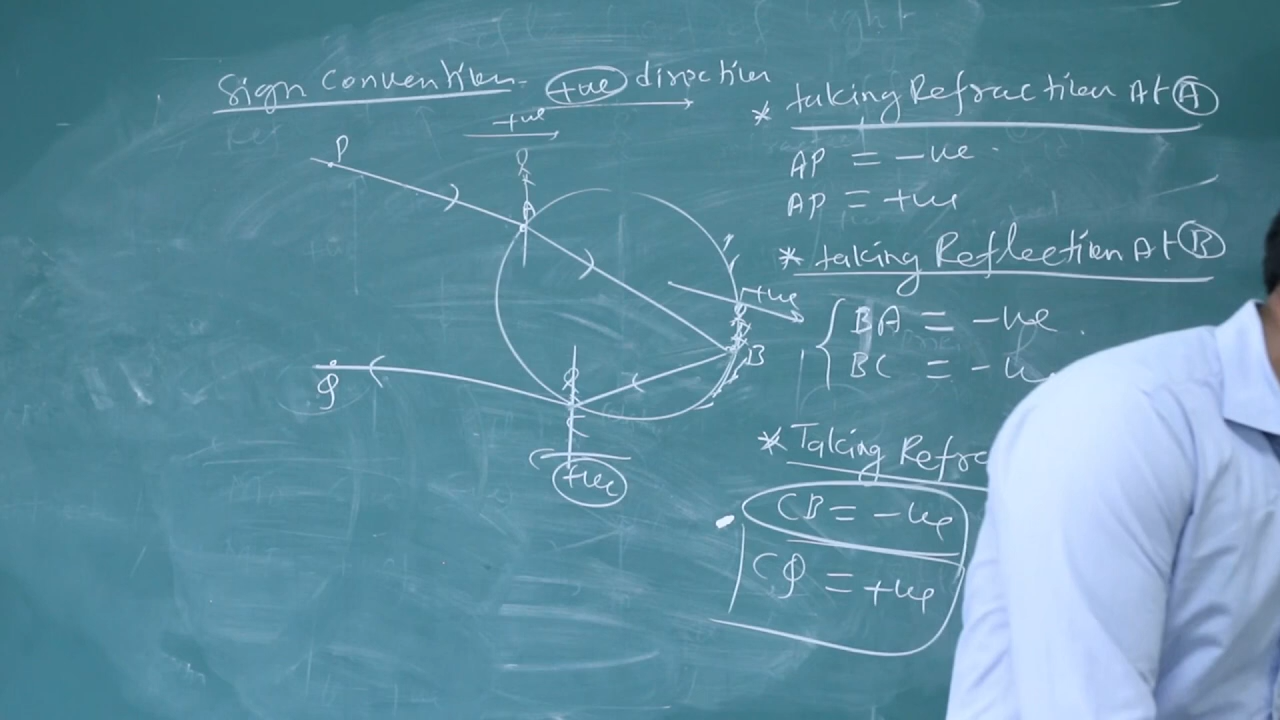 Sign Convention - +ve direction
+ve
P
A
+ve
B
C
Q
+ve
* taking Refraction At A
AP = -ve
AP = +ve
* taking Reflection At B
BA = -ve
BC = -ve
* Taking Refra
CB = -ve
CQ = +ve